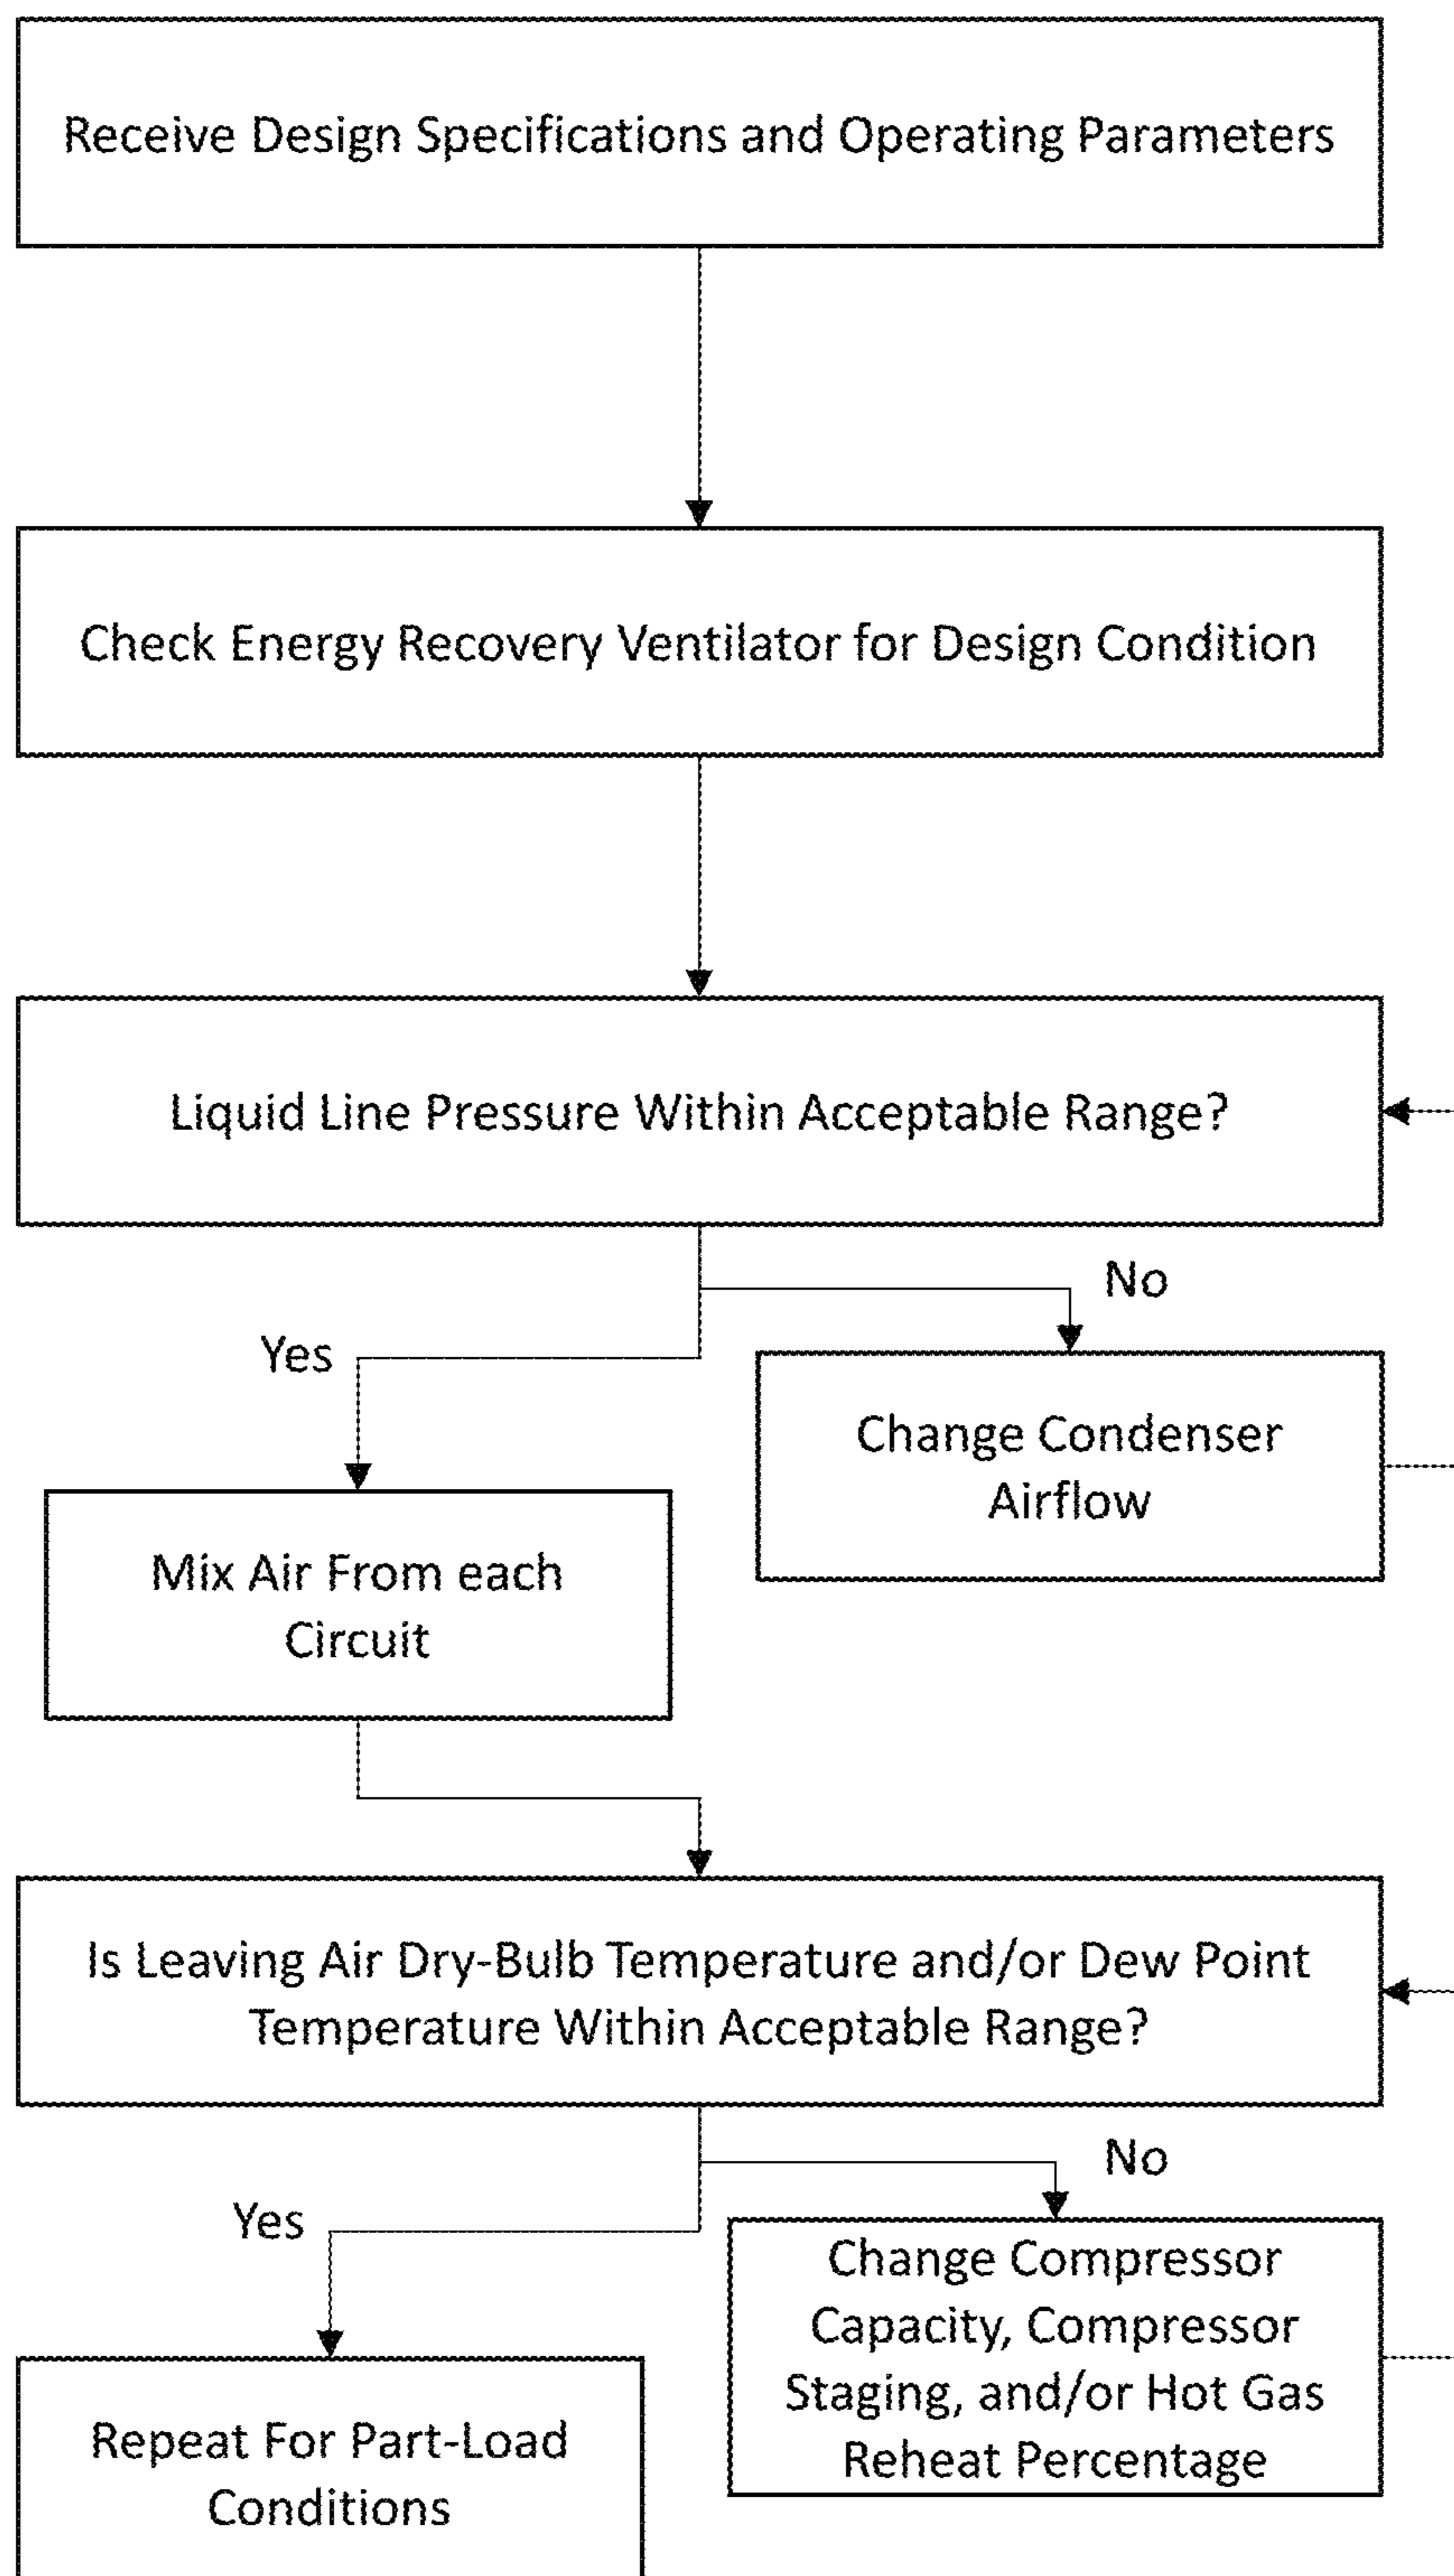 Receive Design Specifications and Operating Parameters
Check Energy Recovery Ventilator for Design Condition
Liquid Line Pressure Within Acceptable Range?
No
Yes
Change Condenser
Airflow
Mix Air From each
Circuit
Is Leaving Air Dry-Bulb Temperature and/or Dew Point
Temperature Within Acceptable Range?
No
Yes
Change Compressor
Capacity, Compressor
Staging, and/or Hot Gas
Reheat Percentage
Repeat For Part-Load
Conditions